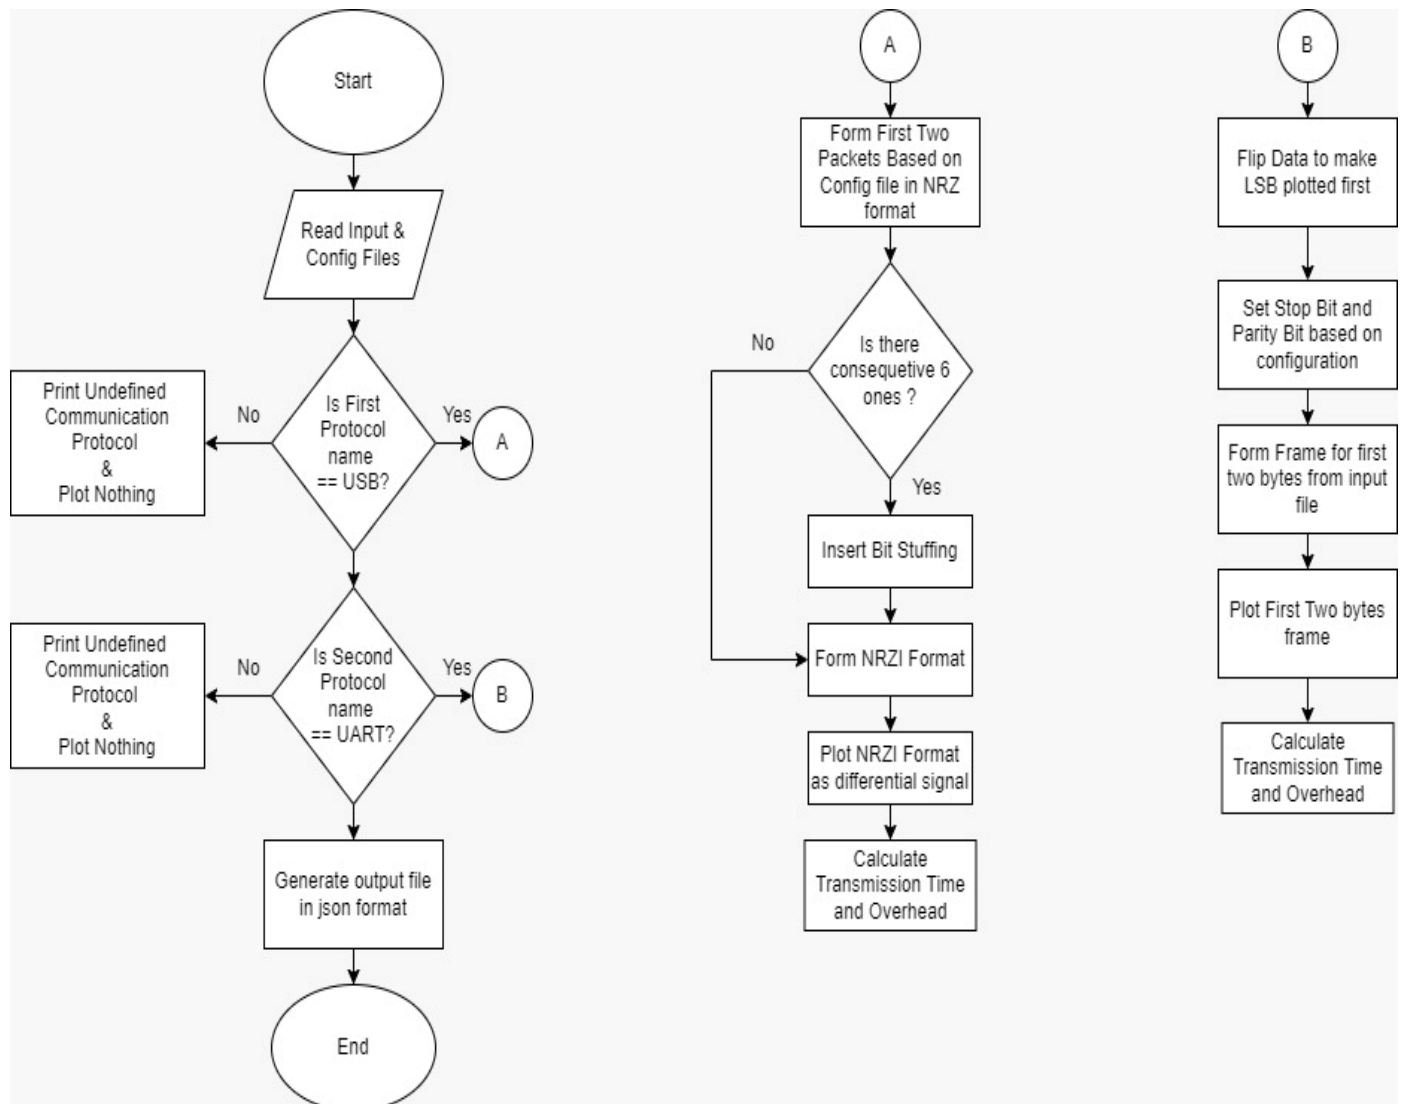 Start
Read Input &
Config Files
Is First
Protocol
name
== USB?
No
Yes
Print Undefined
Communication
Protocol
&
Plot Nothing
A
Is Second
Protocol
name
== UART?
No
Yes
Print Undefined
Communication
Protocol
&
Plot Nothing
B
Generate output file
in json format
End
A
Form First Two
Packets Based on
Config file in NRZ
format
Is there
consequetive 6
ones ?
No
Yes
Insert Bit Stuffing
Form NRZI Format
Plot NRZI Format
as differential signal
Calculate
Transmission Time
and Overhead
B
Flip Data to make
LSB plotted first
Set Stop Bit and
Parity Bit based on
configuration
Form Frame for first
two bytes from input
file
Plot First Two bytes
frame
Calculate
Transmission Time
and Overhead